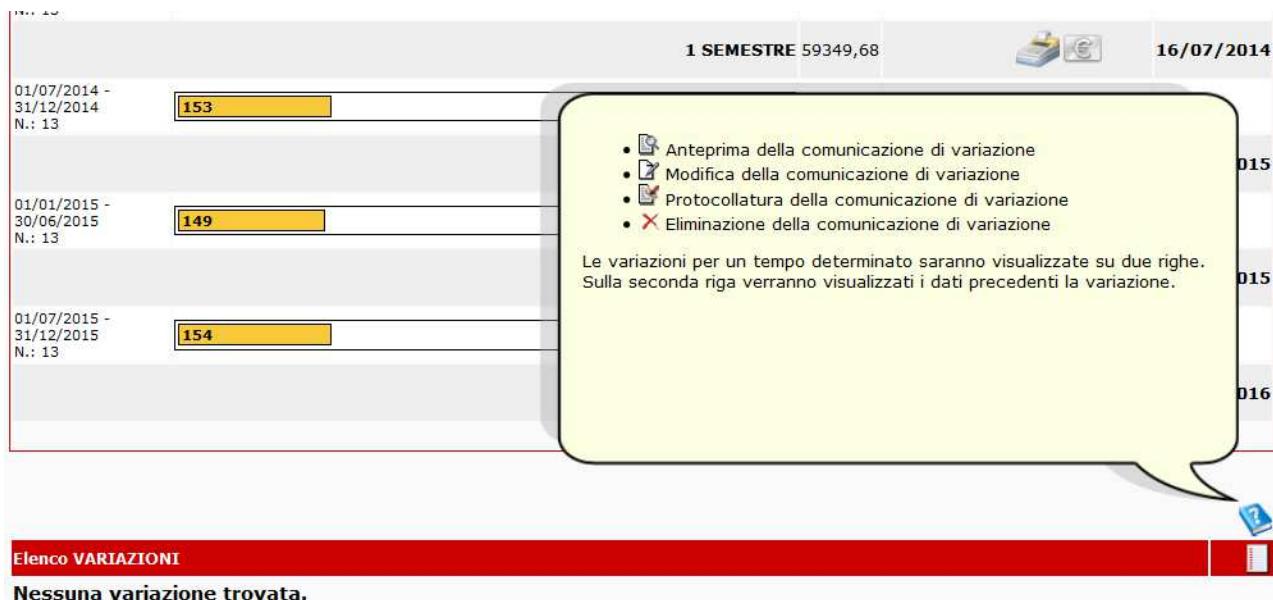 1 SEMESTRE 59349,68 16/07/2014
01/07/2014 -
31/12/2014
N.: 13
153
015
01/01/2015 -
30/06/2015
N.: 13
149
015
01/07/2015 -
31/12/2015
N.: 13
154
016
• Anteprima della comunicazione di variazione
• Modifica della comunicazione di variazione
• Protocollatura della comunicazione di variazione
• Eliminazione della comunicazione di variazione
Le variazioni per un tempo determinato saranno visualizzate su due righe.
Sulla seconda riga verranno visualizzati i dati precedenti la variazione.
Elenco VARIAZIONI
Nessuna variazione trovata.